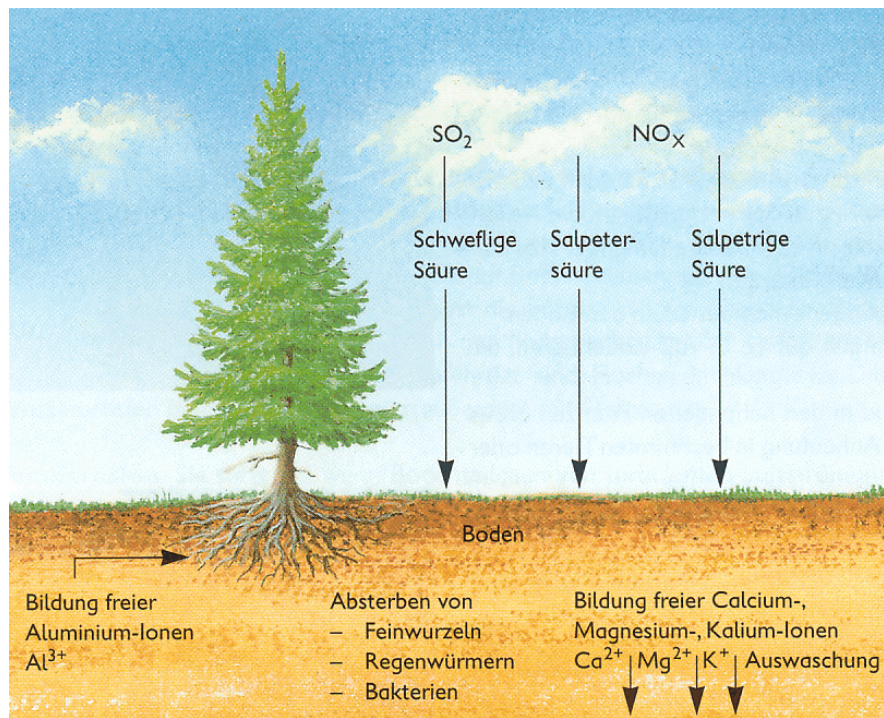 SO₂
NOₓ
Schweflige
Säure
Salpeter-
säure
Salpetrige
Säure
Boden
Bildung freier
Aluminium-Ionen
Al³⁺
Absterben von
– Feinwurzeln
– Regenwürmern
– Bakterien
Bildung freier Calcium-,
Magnesium-, Kalium-Ionen
Ca²⁺ Mg²⁺ K⁺ Auswaschung